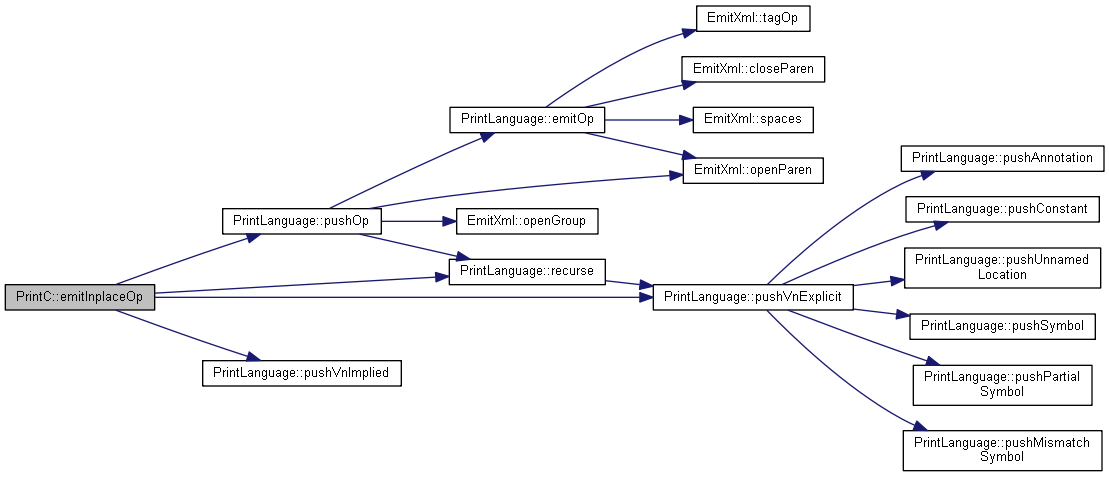 EmitXml::tagOp
EmitXml::closeParen
PrintLanguage::emitOp
EmitXml::spaces
EmitXml::openParen
PrintLanguage::pushAnnotation
PrintLanguage::pushConstant
PrintLanguage::pushOp
EmitXml::openGroup
PrintLanguage::recurse
PrintLanguage::pushUnnamed
Location
PrintC::emitInplaceOp
PrintLanguage::pushVnExplicit
PrintLanguage::pushSymbol
PrintLanguage::pushVnImplied
PrintLanguage::pushPartial
Symbol
PrintLanguage::pushMismatch
Symbol